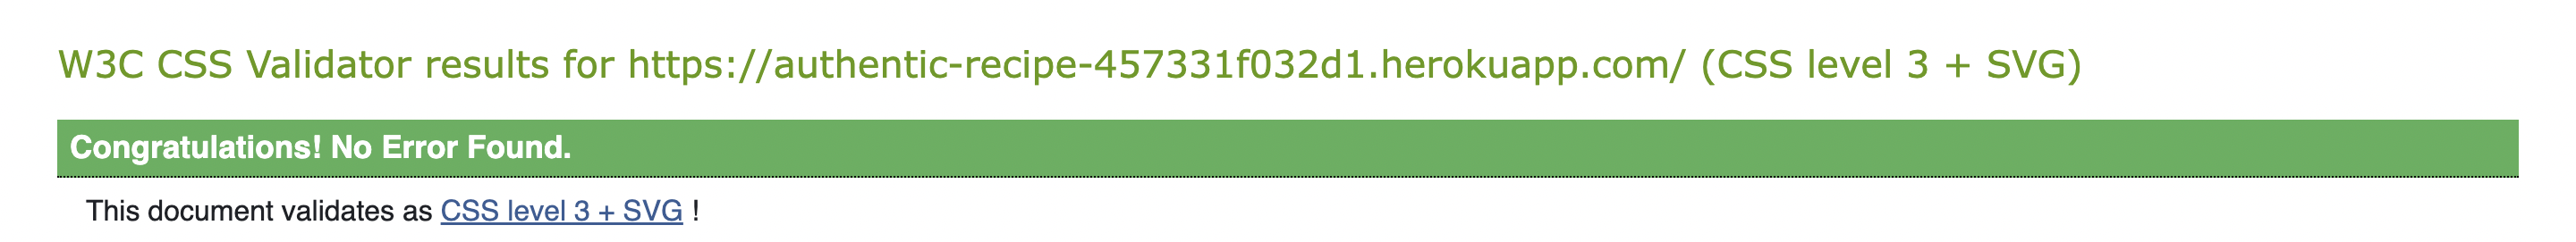 W3C CSS Validator results for https://authentic-recipe-457331f032d1.herokuapp.com/ (CSS level 3 + SVG)
Congratulations! No Error Found.
This document validates as CSS level 3 + SVG !